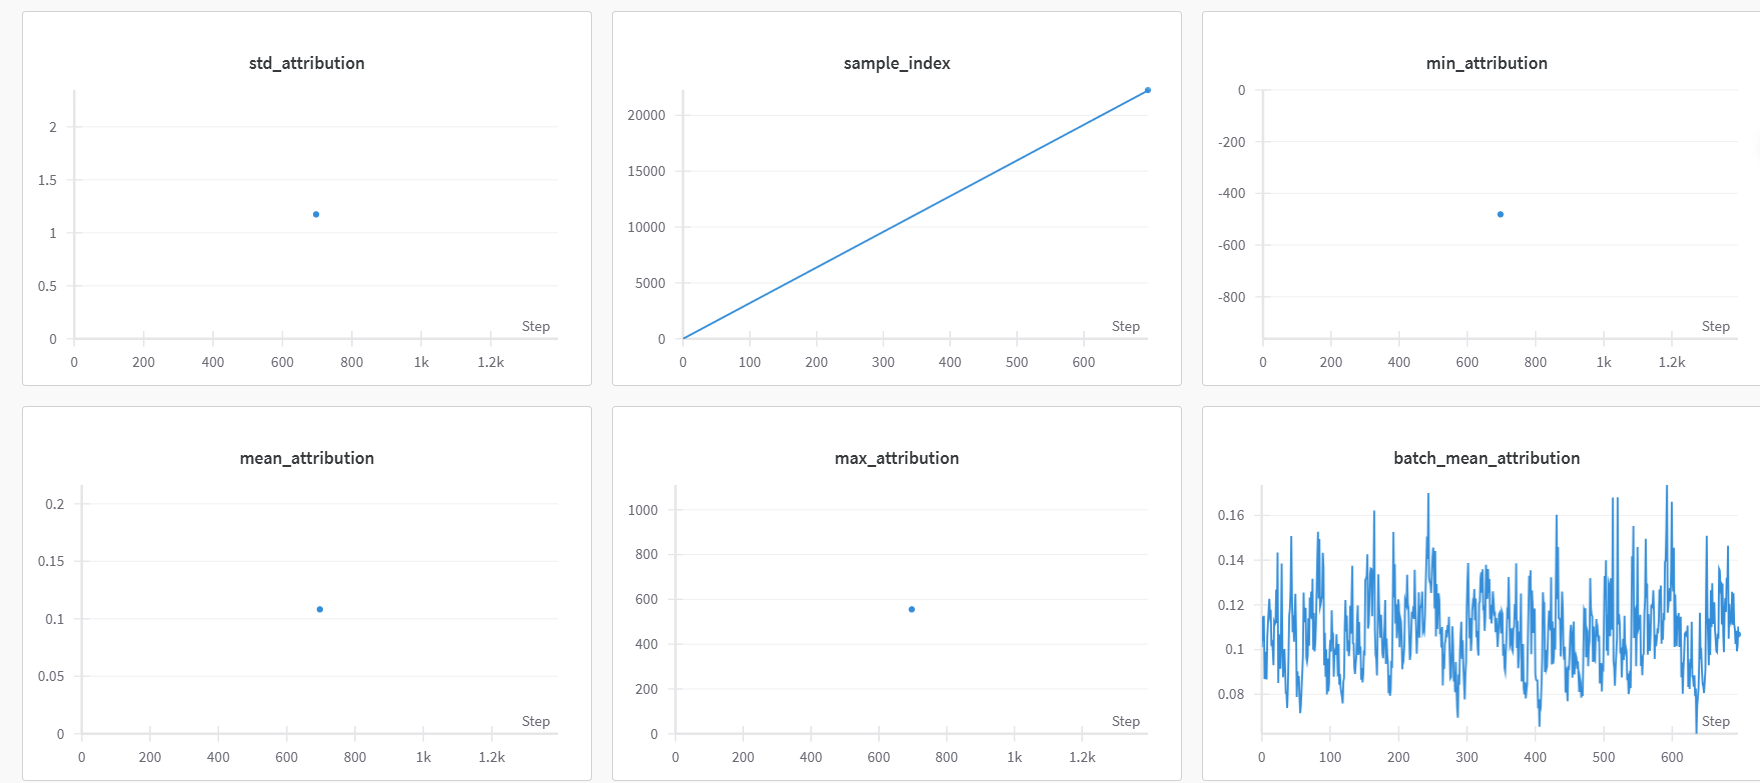 std_attribution
2
1.5
1
0.5
0
Step
0 200 400 600 800 1k 1.2k
sample_index
20000
15000
10000
5000
0
Step
0 100 200 300 400 500 600
min_attribution
0
-200
-400
-600
-800
Step
0 200 400 600 800 1k 1.2k
mean_attribution
0.2
0.15
0.1
0.05
0
Step
0 200 400 600 800 1k 1.2k
max_attribution
1000
800
600
400
200
0
Step
0 200 400 600 800 1k 1.2k
batch_mean_attribution
0.16
0.14
0.12
0.1
0.08
Step
0 100 200 300 400 500 600